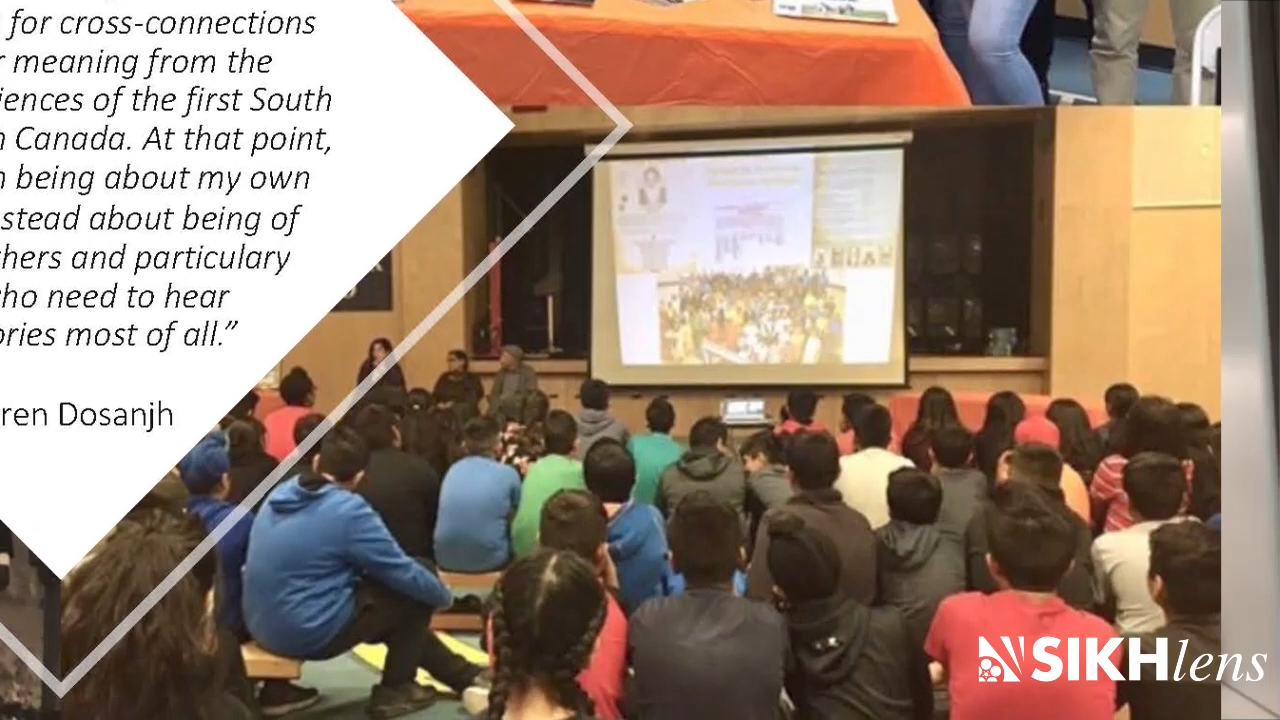 for cross-connections
meaning from the
iences of the first South
Canada. At that point,
being about my own
stead about being of
hers and particulary
ho need to hear
ories most of all.”
ren Dosanjh
SIKHlens